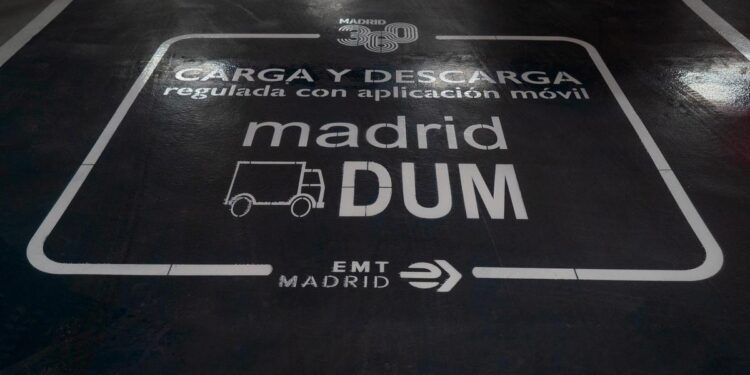 MADRID
360
CARGA Y DESCARGA
regulada con aplicación móvil
madrid
DUM
EMT
MADRID